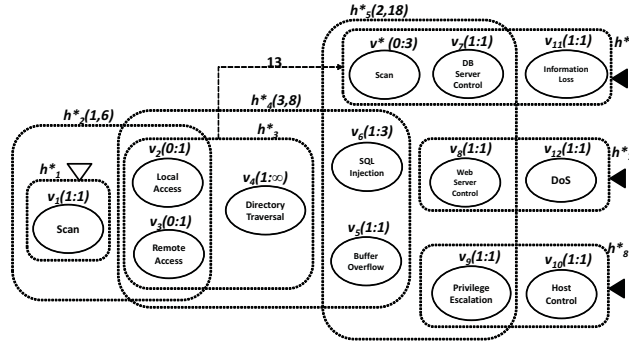 h*5(2,18)
v* (0:3)
v7(1:1)
v11(1:1)
h*
Scan
DB
Server
Control
Information
Loss
13
h*4(3,8)
h*2(1,6)
h*3
v2(0:1)
Local
Access
v4(1:∞)
Directory
Traversal
v6(1:3)
SQL
Injection
v8(1:1)
Web
Server
Control
v12(1:1)
DoS
h*
h*1
v1(1:1)
Scan
v3(0:1)
Remote
Access
v5(1:1)
Buffer
Overflow
v9(1:1)
Privilege
Escalation
v10(1:1)
Host
Control
h*8